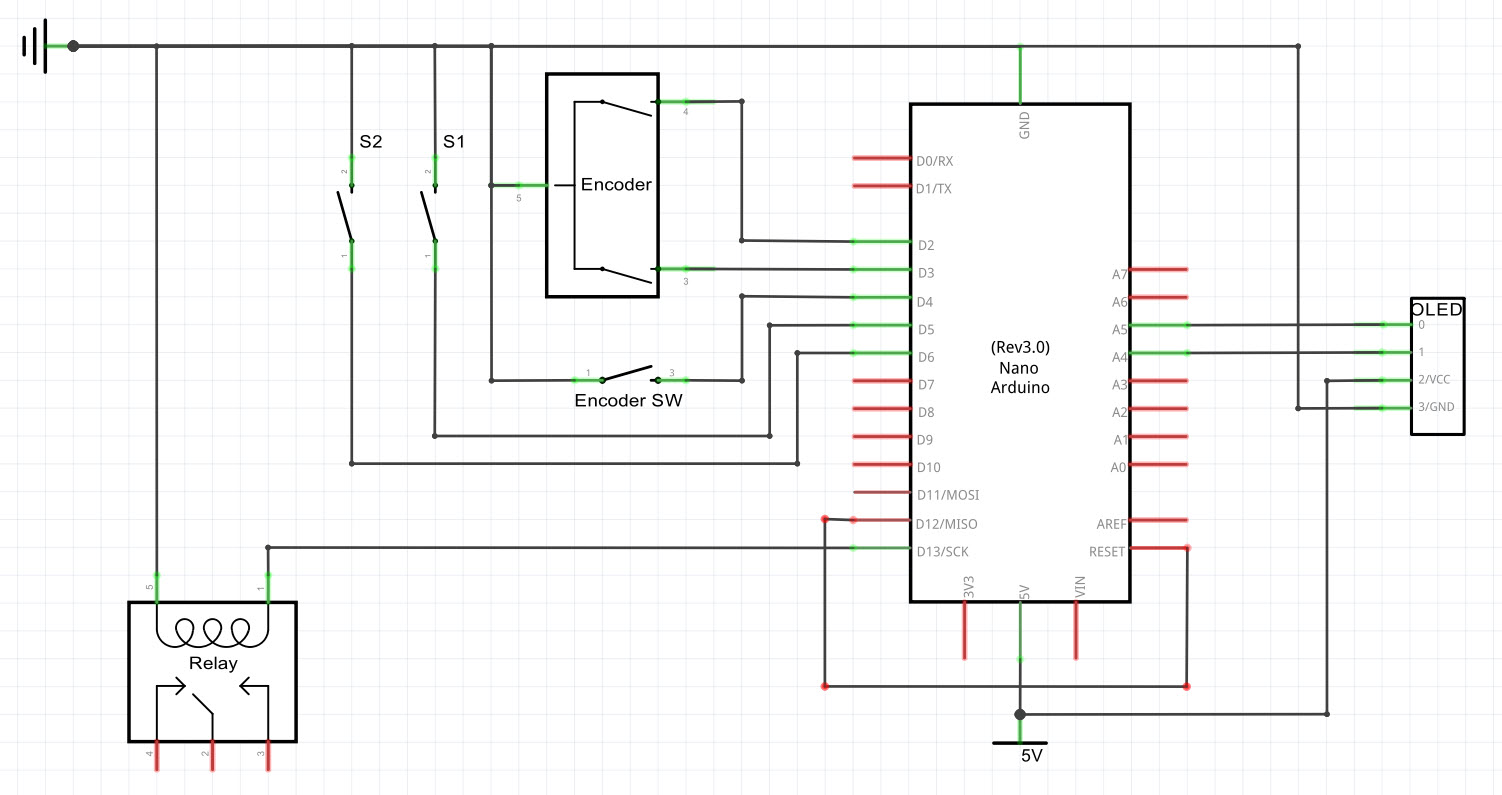 GND
4
S2
S1
D0/RX
2
2
Encoder
D1/TX
5
D2
1
1
D3
A7
3
D4
A6
OLED
0
D5
A5
(Rev3.0)
1
D6
A4
Nano
1
3
D7
Arduino
A3
2/VCC
Encoder SW
D8
A2
3/GND
D9
A1
D10
A0
D11/MOSI
D12/MISO
AREF
D13/SCK
RESET
5
1
3V3
5V
VIN
Relay
4
2
3
5V